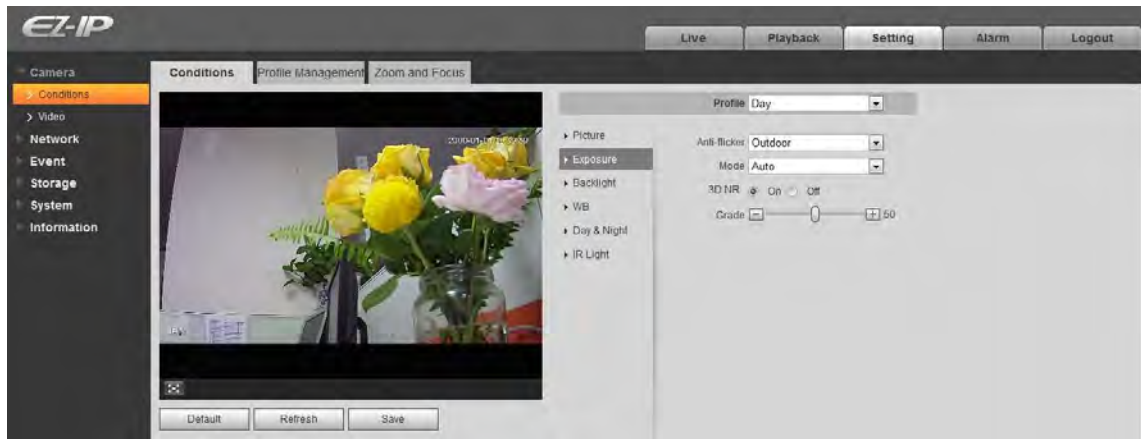 EZ-IP
Live
Playback
Setting
Alarm
Logout
Camera
Conditions
Video
Network
Event
Storage
System
Information
Conditions
Profile Management
Zoom and Focus
Picture
Exposure
Backlight
WB
Day & Night
IR Light
Profile Day
Anti-flicker Outdoor
Mode Auto
3D NR On Off
Grade 50
Default
Refresh
Save